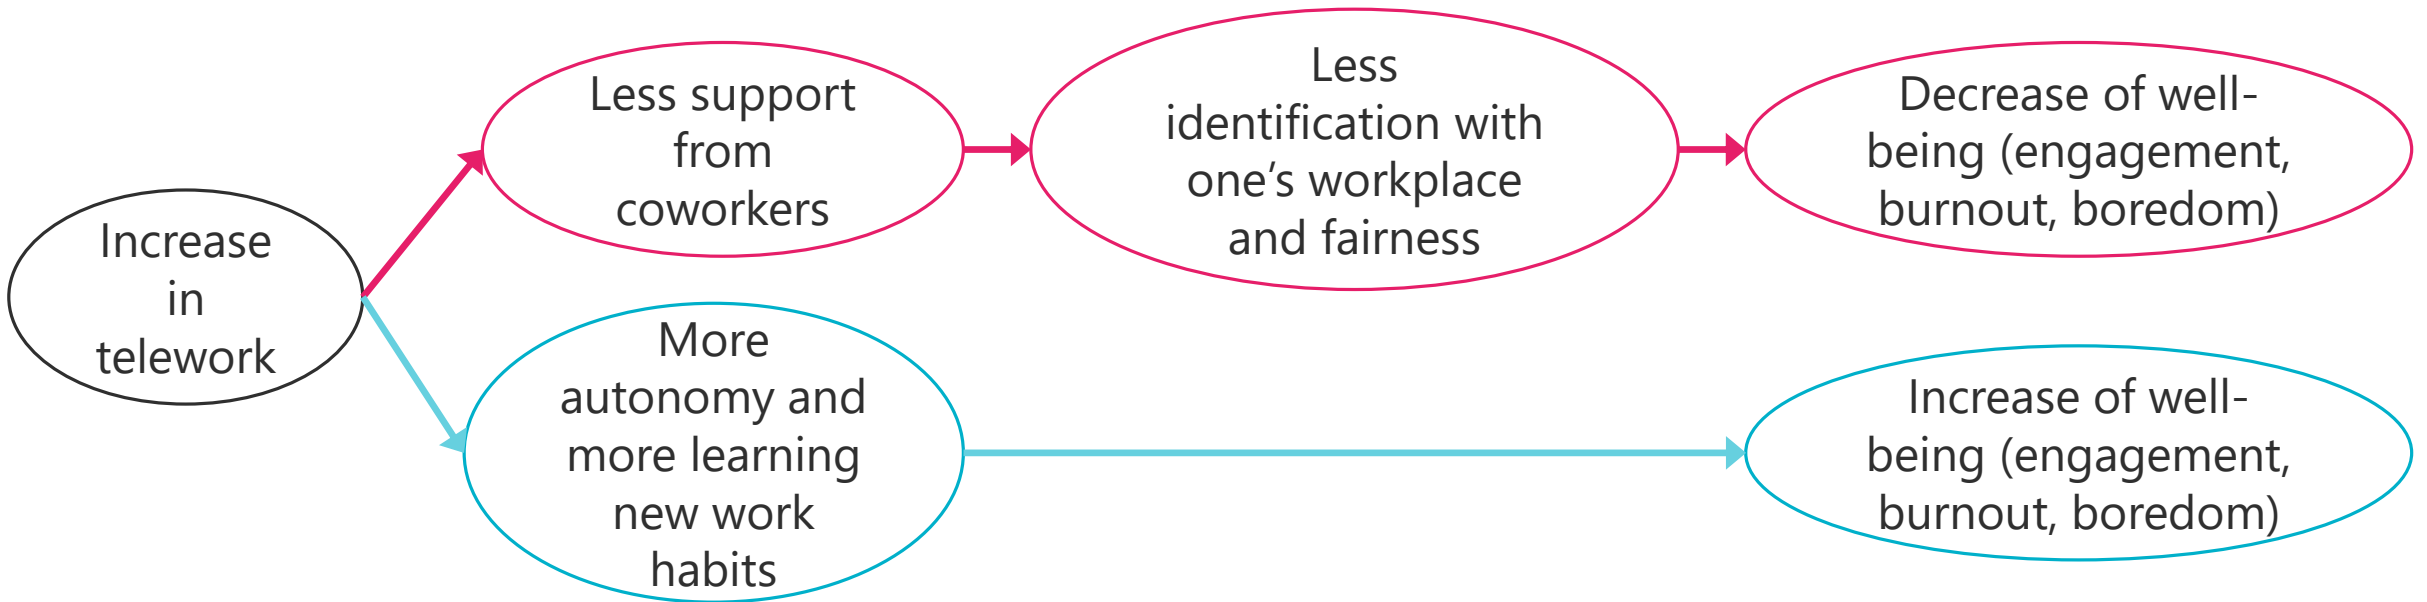 Increase
in
telework
Less support
from
coworkers
Less
identification with
one‘s workplace
and fairness
Decrease of well-
being (engagement,
burnout, boredom)
More
autonomy and
more learning
new work
habits
Increase of well-
being (engagement,
burnout, boredom)